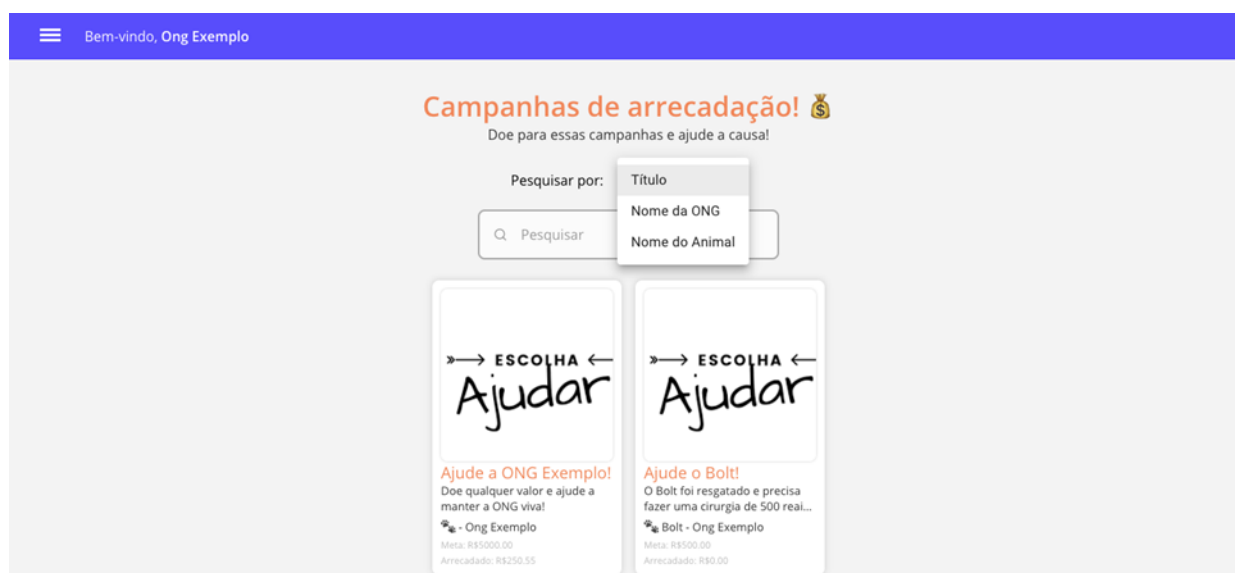 Bem-vindo, Ong Exemplo
Campanhas de arrecadação!
Doe para essas campanhas e ajude a causa!
Pesquisar por:
Título
Nome da ONG
Nome do Animal
Pesquisar
ESCOLHA
Ajudar
Ajude a ONG Exemplo!
Doe qualquer valor e ajude a
manter a ONG viva!
- Ong Exemplo
Meta: R$5000.00
Arrecadado: R$250.55
ESCOLHA
Ajudar
Ajude o Bolt!
O Bolt foi resgatado e precisa
fazer uma cirurgia de 500 reai...
Bolt - Ong Exemplo
Meta: R$500.00
Arrecadado: R$0.00